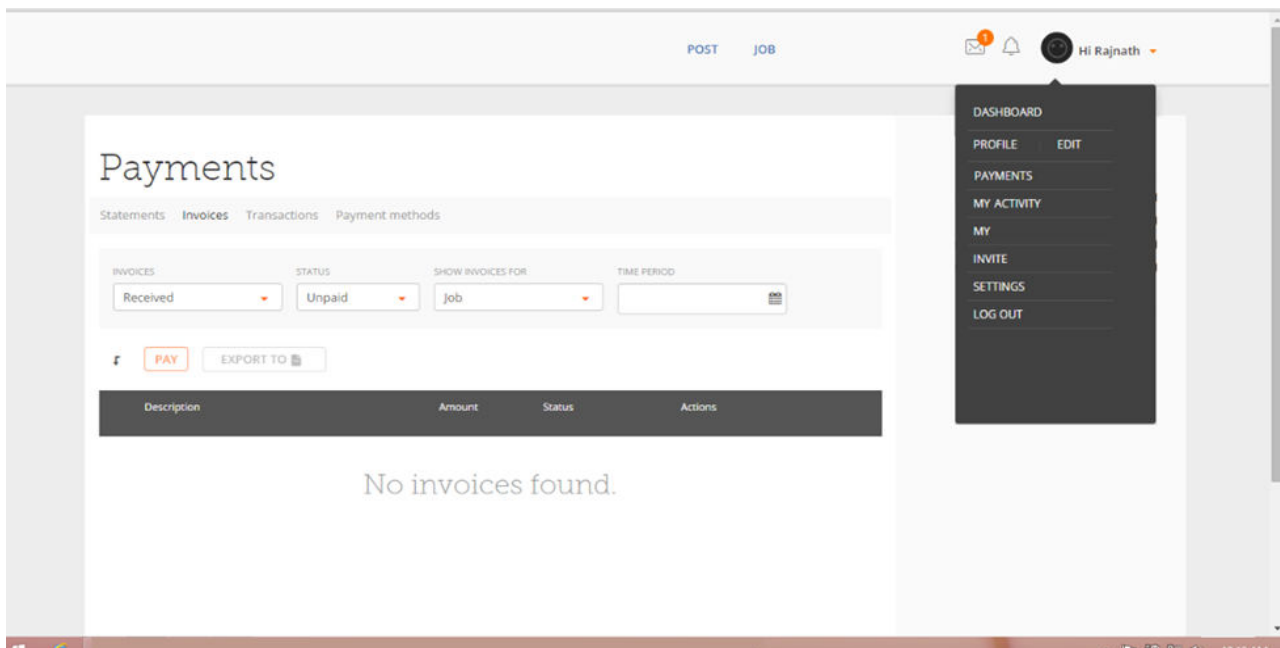 POST JOB 1 Hi Rajnath
DASHBOARD
PROFILE EDIT
PAYMENTS
MY ACTIVITY
MY
INVITE
SETTINGS
LOG OUT
Payments
Statements Invoices Transactions Payment methods
INVOICES STATUS SHOW INVOICES FOR TIME PERIOD
Received Unpaid Job
PAY EXPORT TO
Description Amount Status Actions
No invoices found.